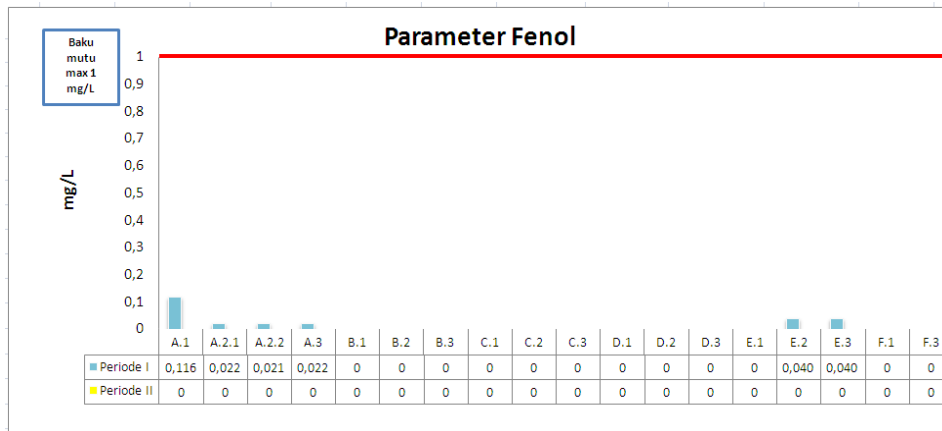 Parameter Fenol
Baku
mutu
max 1
mg/L
mg/L
1
0,9
0,8
0,7
0,6
0,5
0,4
0,3
0,2
0,1
0
A.1 A.2.1 A.2.2 A.3 B.1 B.2 B.3 C.1 C.2 C.3 D.1 D.2 D.3 E.1 E.2 E.3 F.1 F.3
Periode I 0,116 0,022 0,021 0,022 0 0 0 0 0 0 0 0 0 0 0,040 0,040 0 0
Periode II 0 0 0 0 0 0 0 0 0 0 0 0 0 0 0 0 0 0